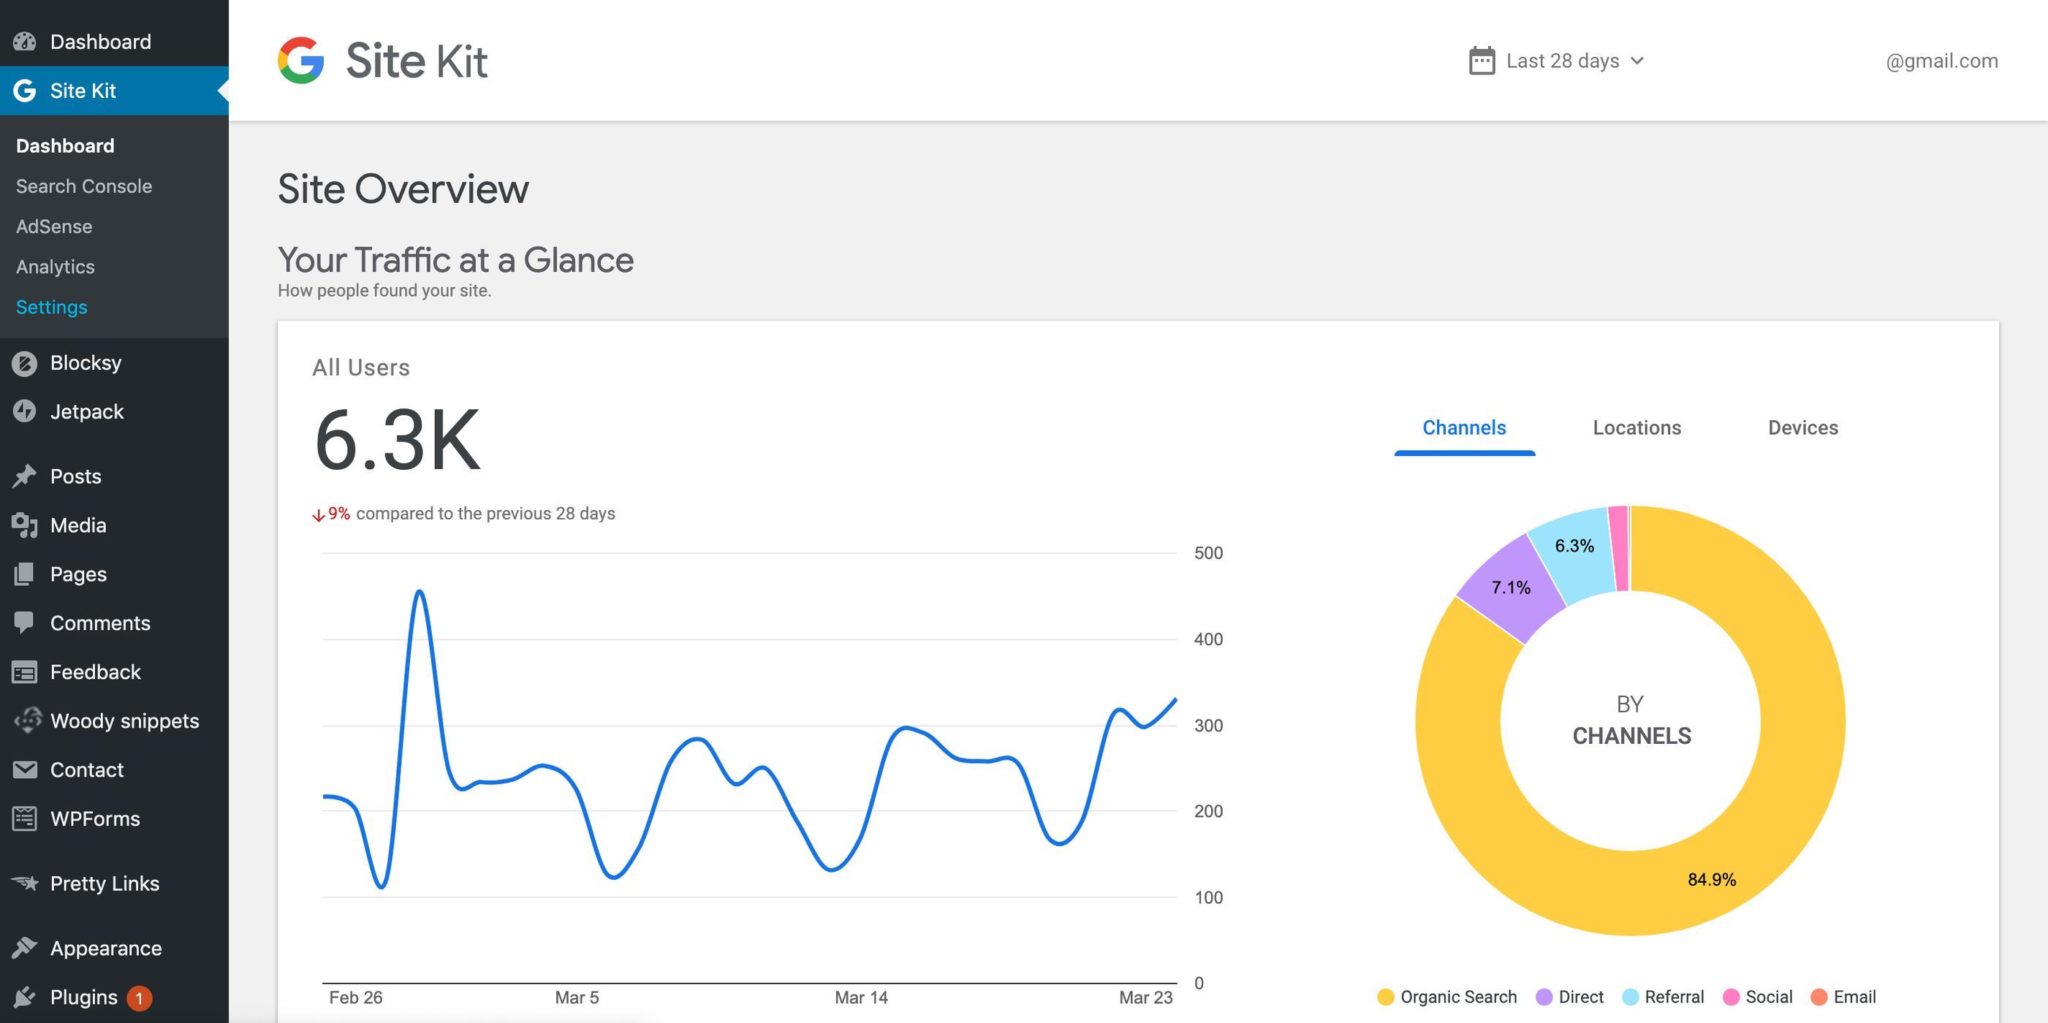 Dashboard
Site Kit
Dashboard
Search Console
AdSense
Analytics
Settings
Blocksy
Jetpack
Posts
Media
Pages
Comments
Feedback
Woody snippets
Contact
WPForms
Pretty Links
Appearance
Plugins 1
Site Kit
Last 28 days
@gmail.com
Site Overview
Your Traffic at a Glance
How people found your site.
All Users
6.3K
9% compared to the previous 28 days
500
400
300
200
100
0
Feb 26 Mar 5 Mar 14 Mar 23
Channels Locations Devices
6.3%
7.1%
BY
CHANNELS
84.9%
Organic Search Direct Referral Social Email